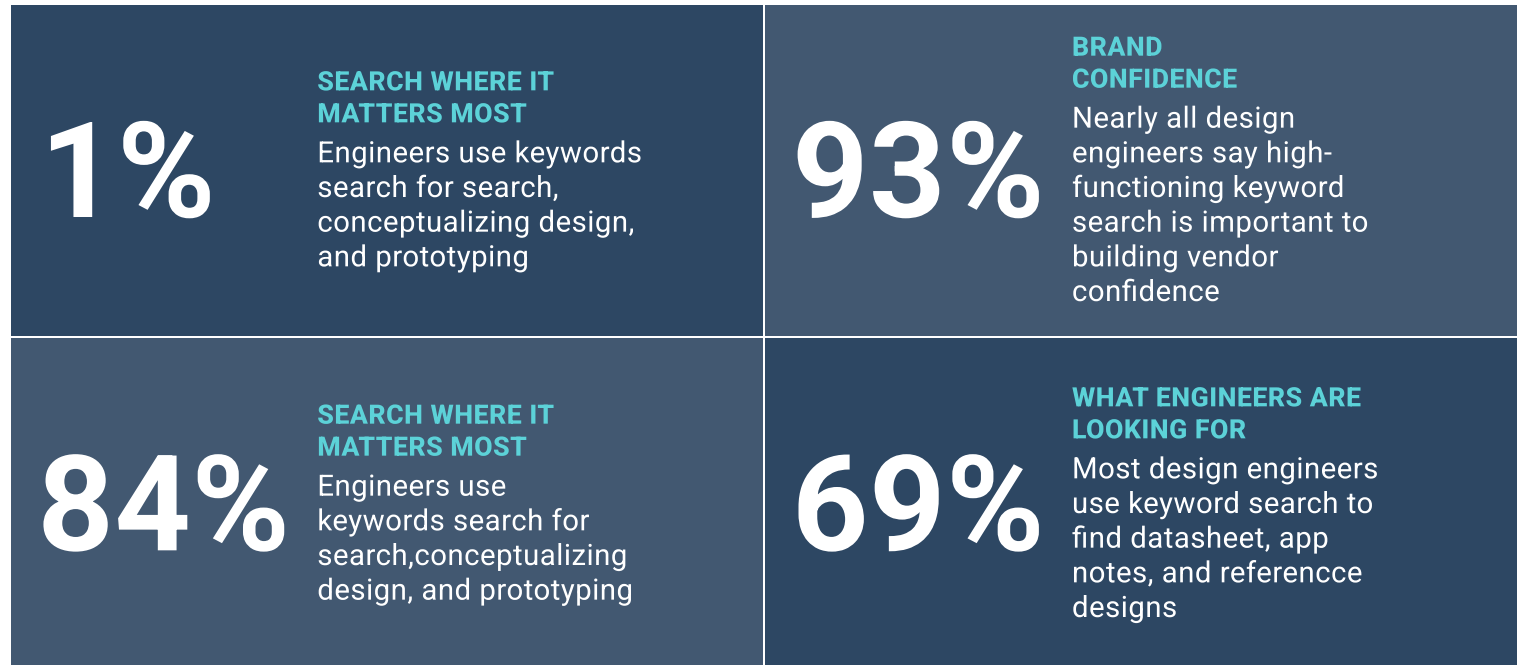 1%
SEARCH WHERE IT
MATTERS MOST
Engineers use keywords
search for search,
conceptualizing design,
and prototyping
93%
BRAND
CONFIDENCE
Nearly all design
engineers say high-
functioning keyword
search is important to
building vendor
confidence
84%
SEARCH WHERE IT
MATTERS MOST
Engineers use
keywords search for
search,conceptualizing
design, and prototyping
69%
WHAT ENGINEERS ARE
LOOKING FOR
Most design engineers
use keyword search to
find datasheet, app
notes, and referencce
designs